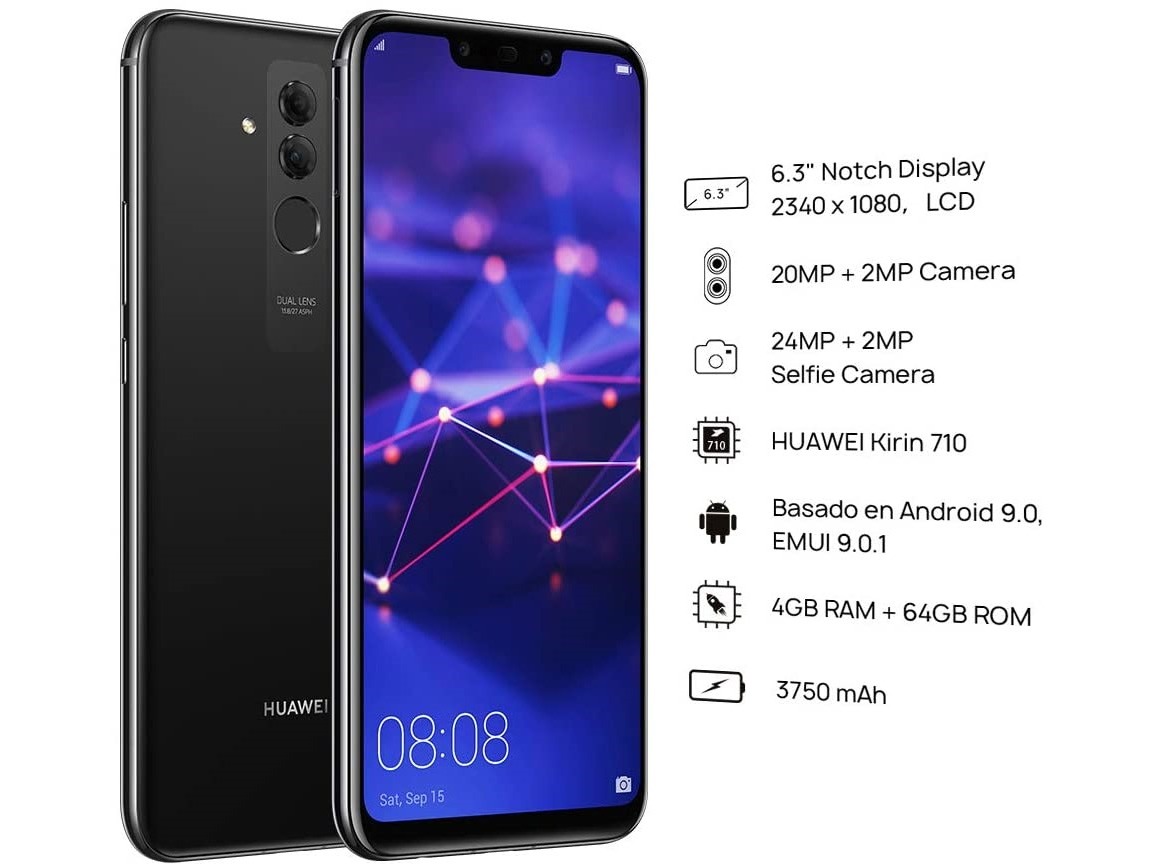 DUAL LENS
HUAWEI
08:08
Sat, Sep 15
6.3"
6.3" Notch Display
2340 x 1080, LCD
20MP + 2MP Camera
24MP + 2MP
Selfie Camera
710
HUAWEI Kirin 710
Basado en Android 9.0,
EMUI 9.0.1
4GB RAM + 64GB ROM
3750 mAh